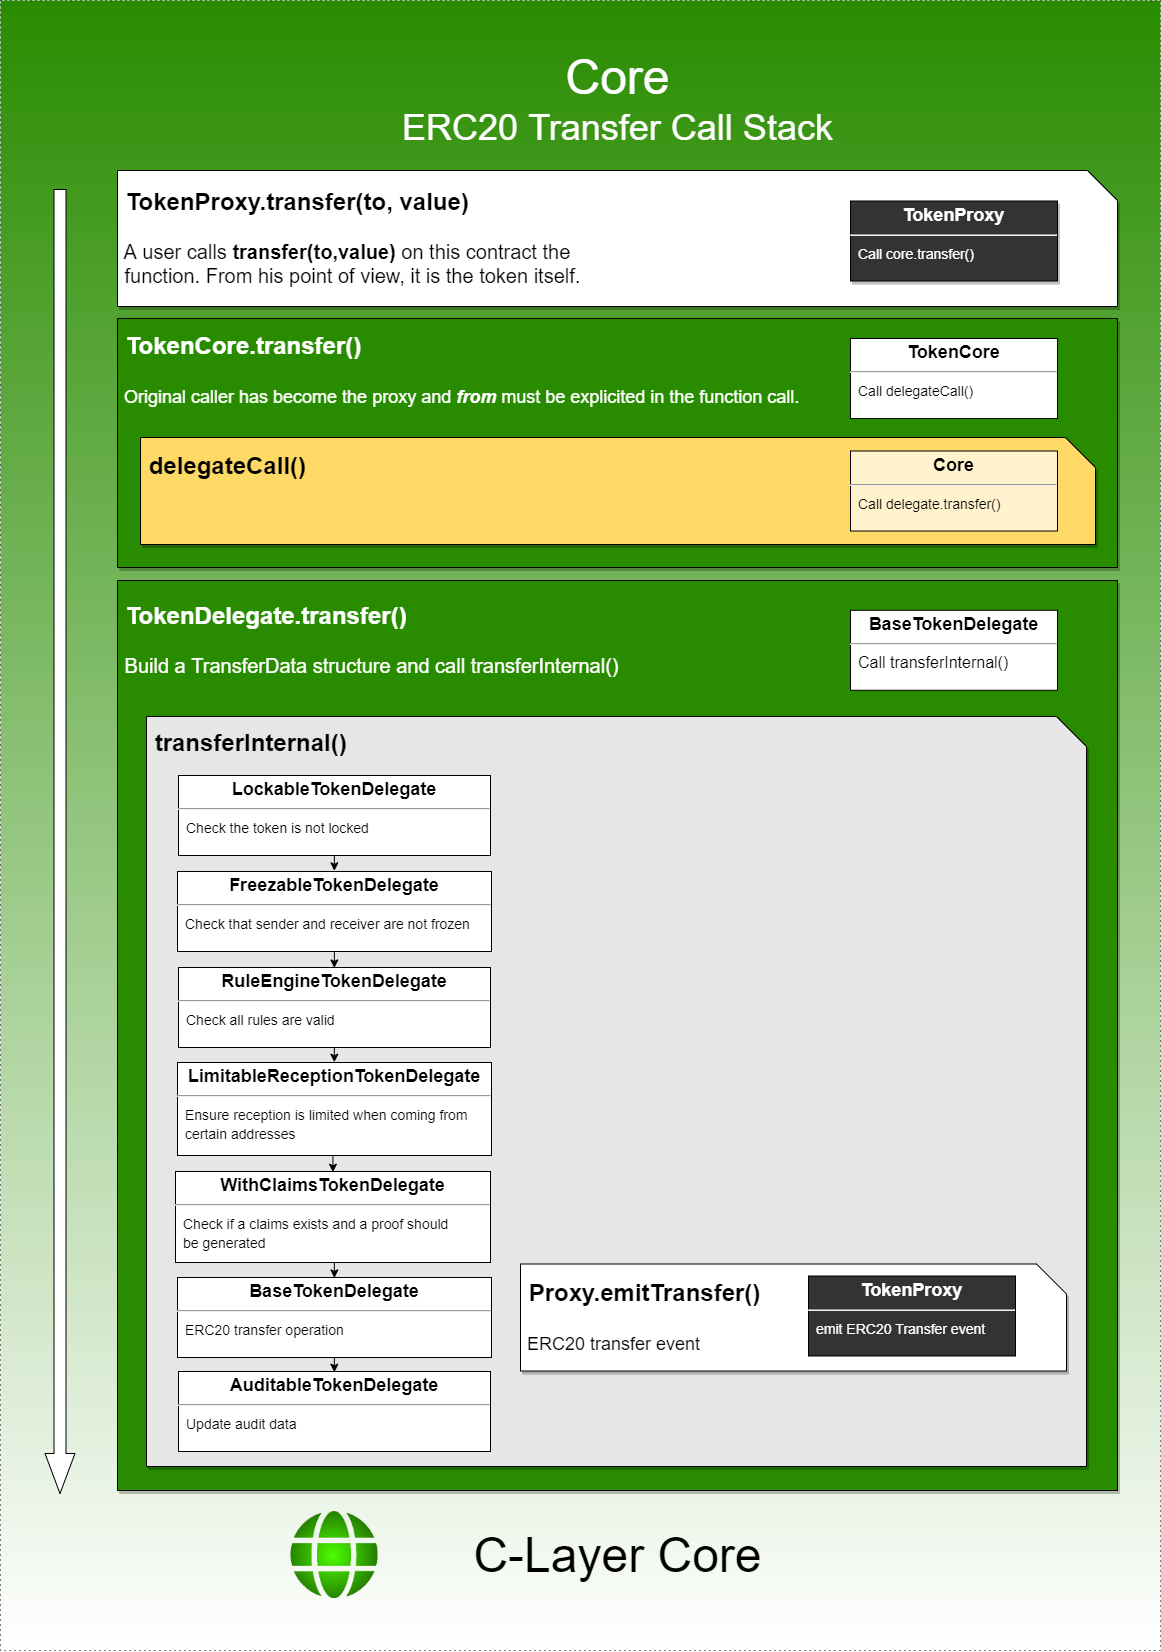 Core
ERC20 Transfer Call Stack
TokenProxy.transfer(to, value)
A user calls transfer(to,value) on this contract the
function. From his point of view, it is the token itself.
TokenProxy
Call core.transfer()
TokenCore.transfer()
Original caller has become the proxy and from must be explicited in the function call.
TokenCore
Call delegateCall()
delegateCall()
Core
Call delegate.transfer()
TokenDelegate.transfer()
Build a TransferData structure and call transferInternal()
BaseTokenDelegate
Call transferInternal()
transferInternal()
LockableTokenDelegate
Check the token is not locked
FreezableTokenDelegate
Check that sender and receiver are not frozen
RuleEngineTokenDelegate
Check all rules are valid
LimitableReceptionTokenDelegate
Ensure reception is limited when coming from
certain addresses
WithClaimsTokenDelegate
Check if a claims exists and a proof should
be generated
BaseTokenDelegate
ERC20 transfer operation
Proxy.emitTransfer()
ERC20 transfer event
TokenProxy
emit ERC20 Transfer event
AuditableTokenDelegate
Update audit data
C-Layer Core